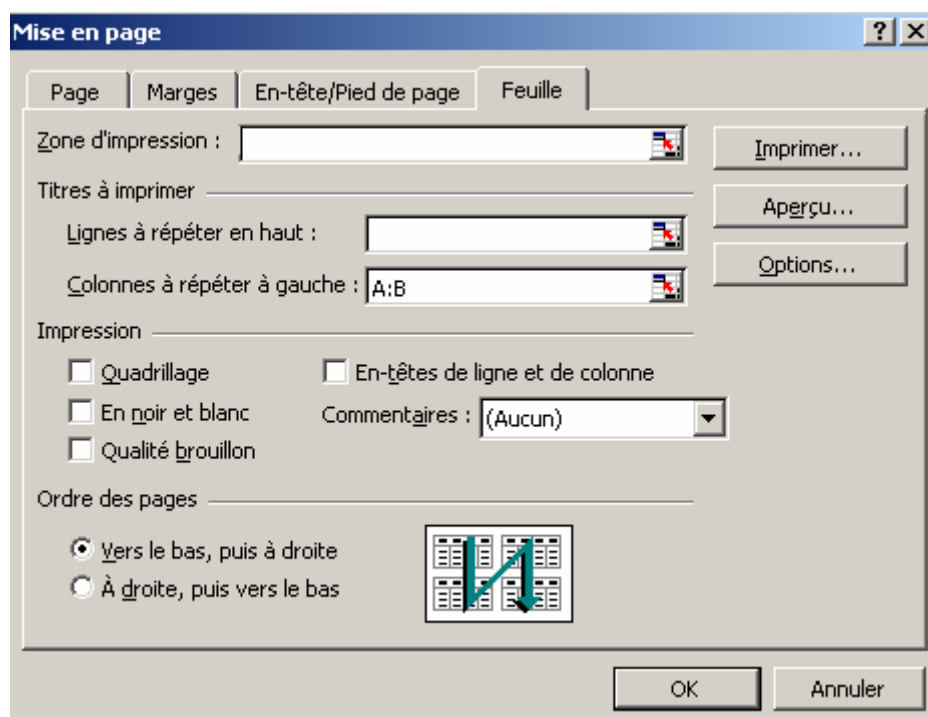 Mise en page
Page Marges En-tête/Pied de page Feuille
Zone d'impression :
Imprimer...
Titres à imprimer
Aperçu...
Lignes à répéter en haut :
Options...
Colonnes à répéter à gauche : A:B
Impression
Quadrillage En-têtes de ligne et de colonne
En noir et blanc Commentaires : (Aucun)
Qualité brouillon
Ordre des pages
Vers le bas, puis à droite
À droite, puis vers le bas
OK Annuler